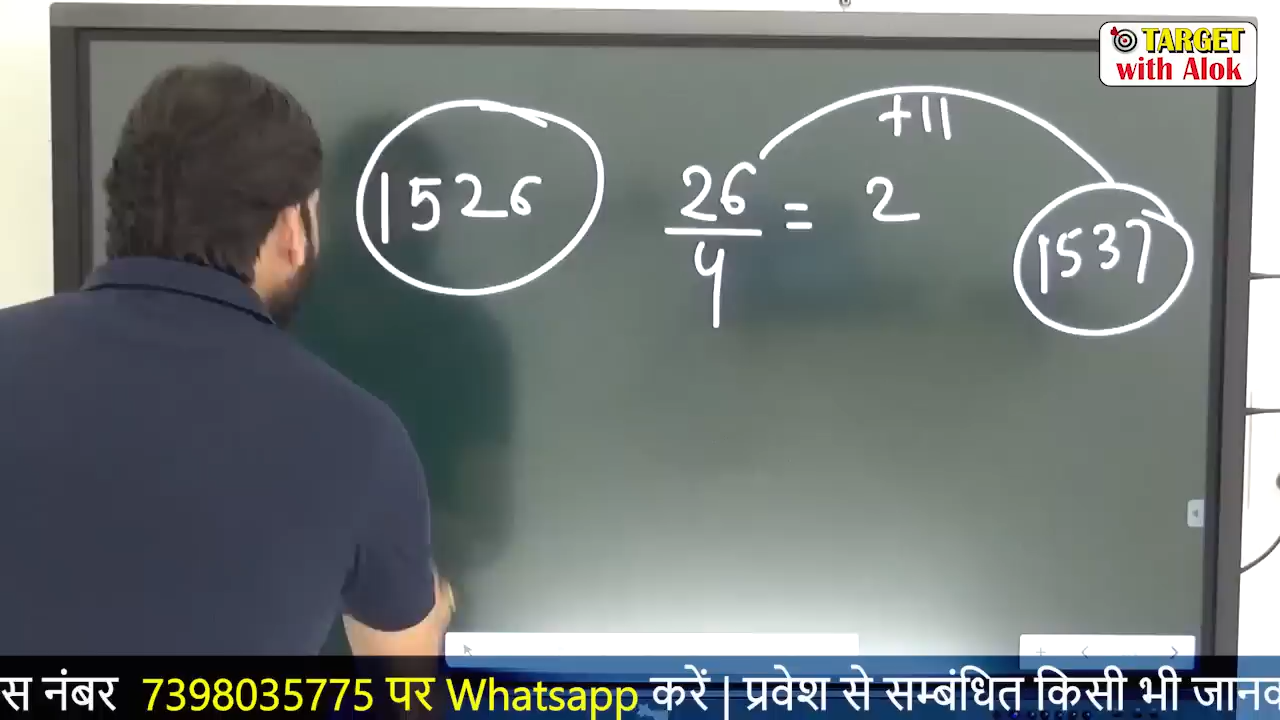 TARGET
with Alok
+11
1526 26/4 = 2 1537
स नंबर 7398035775 पर Whatsapp करें | प्रवेश से सम्बंधित किसी भी